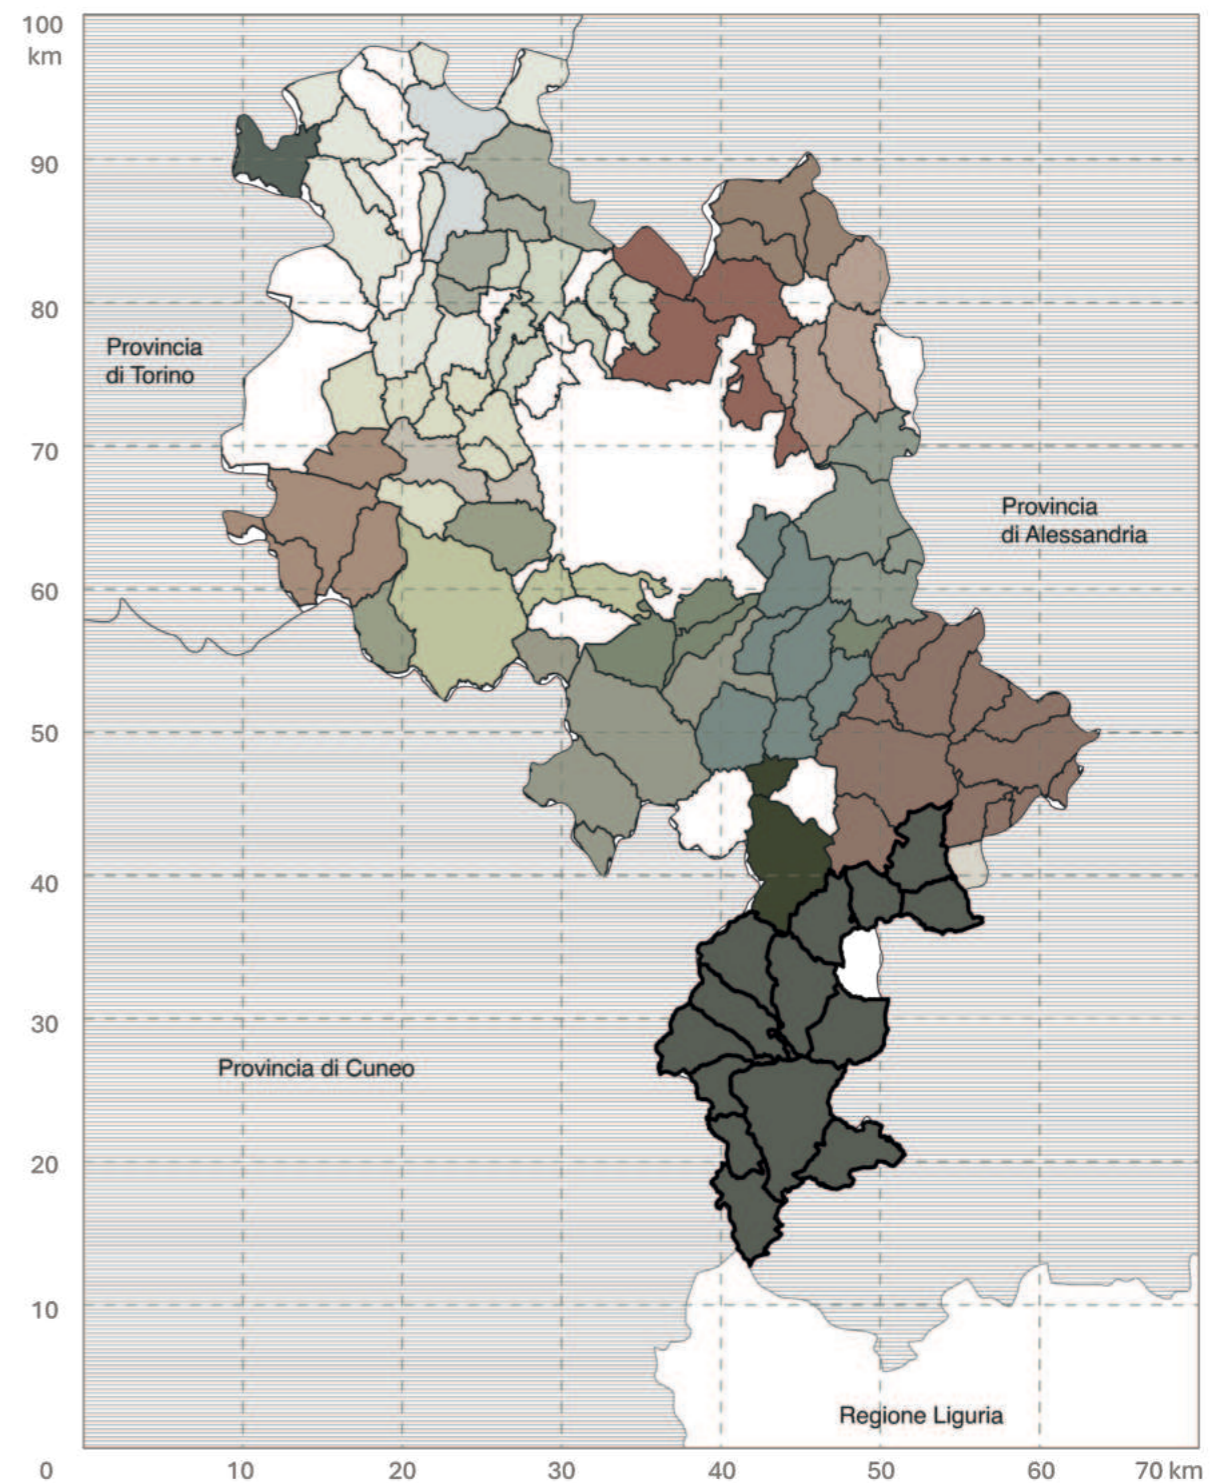 100
km
90
80
Provincia
di Torino
70
Provincia
di Alessandria
60
50
40
30
Provincia di Cuneo
20
10
Regione Liguria
0 10 20 30 40 50 60 70 km